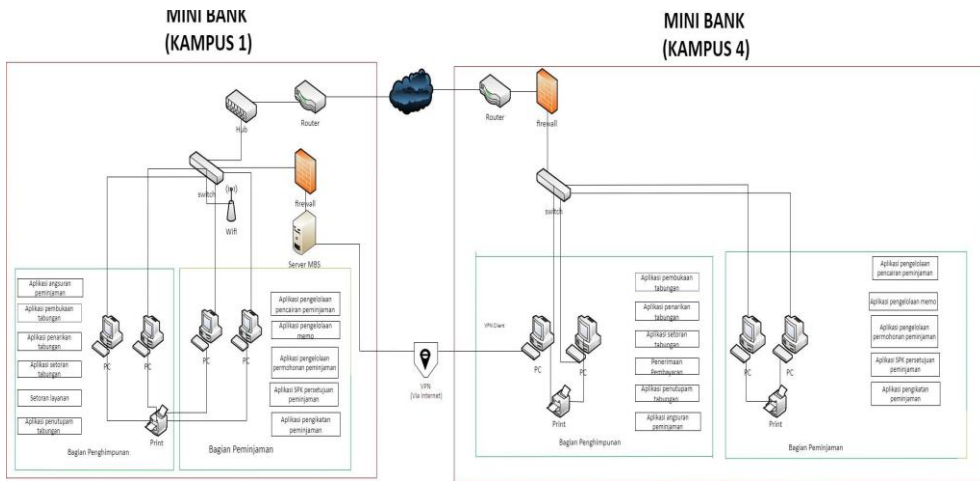 MINI BANK
(KAMPUS 1)
MINI BANK
(KAMPUS 4)
Hub
Router
switch
Wifi
firewall
Server MBS
Aplikasi angsuran
peminjaman
Aplikasi pembukaan
tabungan
Aplikasi penarikan
tabungan
Aplikasi setoran
tabungan
Setoran layanan
Aplikasi penutupam
tabungan
PC
PC
Print
Bagian Penghimpunan
PC
PC
Aplikasi pengelolaan
pencairan peminjaman
Aplikasi pengelolaan
memo
Aplikasi pengelolaan
permohonan peminjaman
Aplikasi SPK persetujuan
peminjaman
Aplikasi pengikatan
peminjaman
Bagian Peminjaman
VPN
(Via Internet)
Router
firewall
switch
VPN Client
PC
PC
Print
Aplikasi pembukaan
tabungan
Aplikasi penarikan
tabungan
Aplikasi setoran
tabungan
Penerimaan
Pembayaran
Aplikasi penutupam
tabungan
Aplikasi angsuran
peminjaman
Bagian Penghimpunan
PC
PC
Print
Aplikasi pengelolaan
pencairan peminjaman
Aplikasi pengelolaan memo
Aplikasi pengelolaan
permohonan peminjaman
Aplikasi SPK persetujuan
peminjaman
Aplikasi pengikatan
peminjaman
Bagian Peminjaman